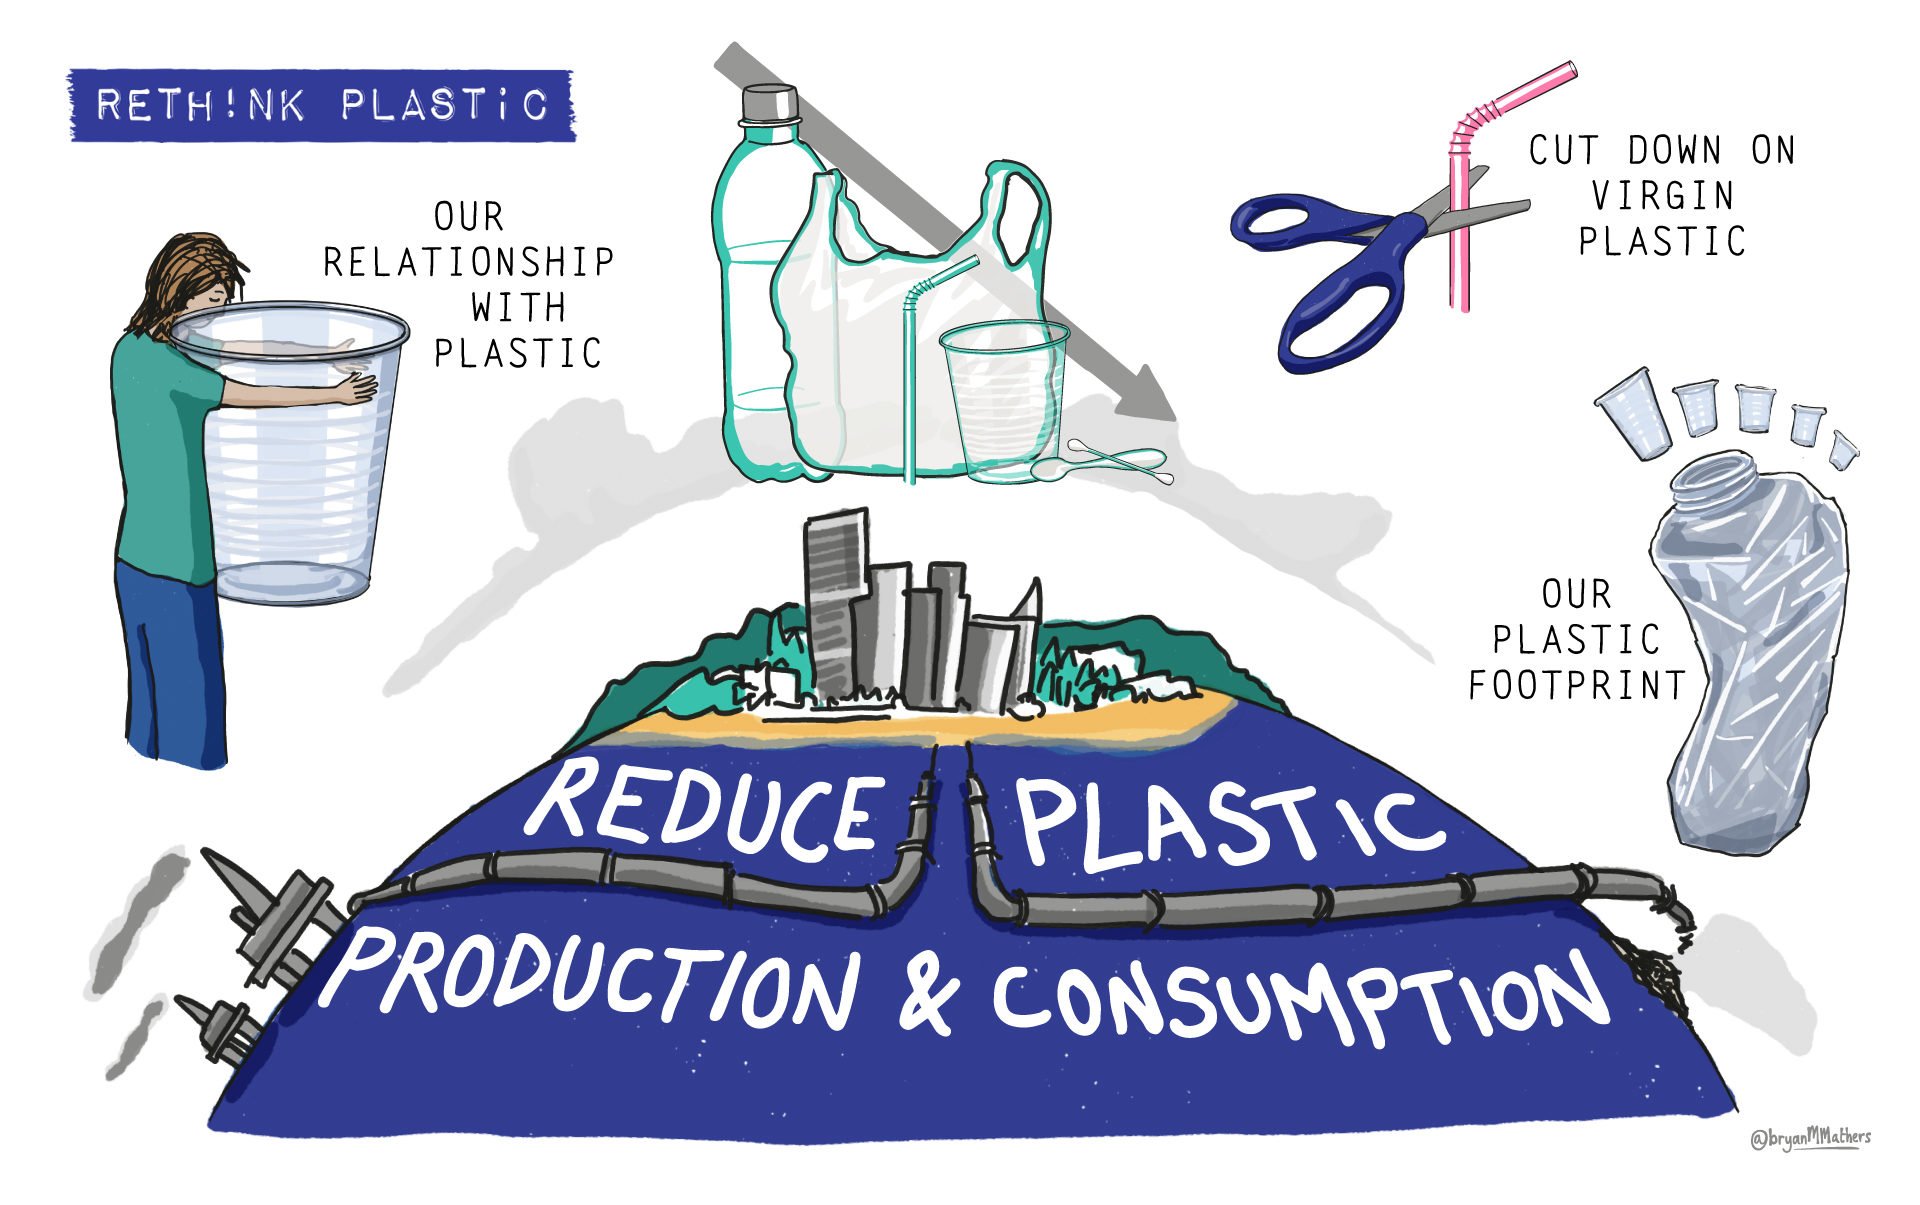 RETH!NK PLASTiC
OUR
RELATIONSHIP
WITH
PLASTIC
CUT DOWN ON
VIRGIN
PLASTIC
OUR
PLASTIC
FOOTPRINT
REDUCE PLASTIC
PRODUCTION & CONSUMPTION
@bryanMMathers